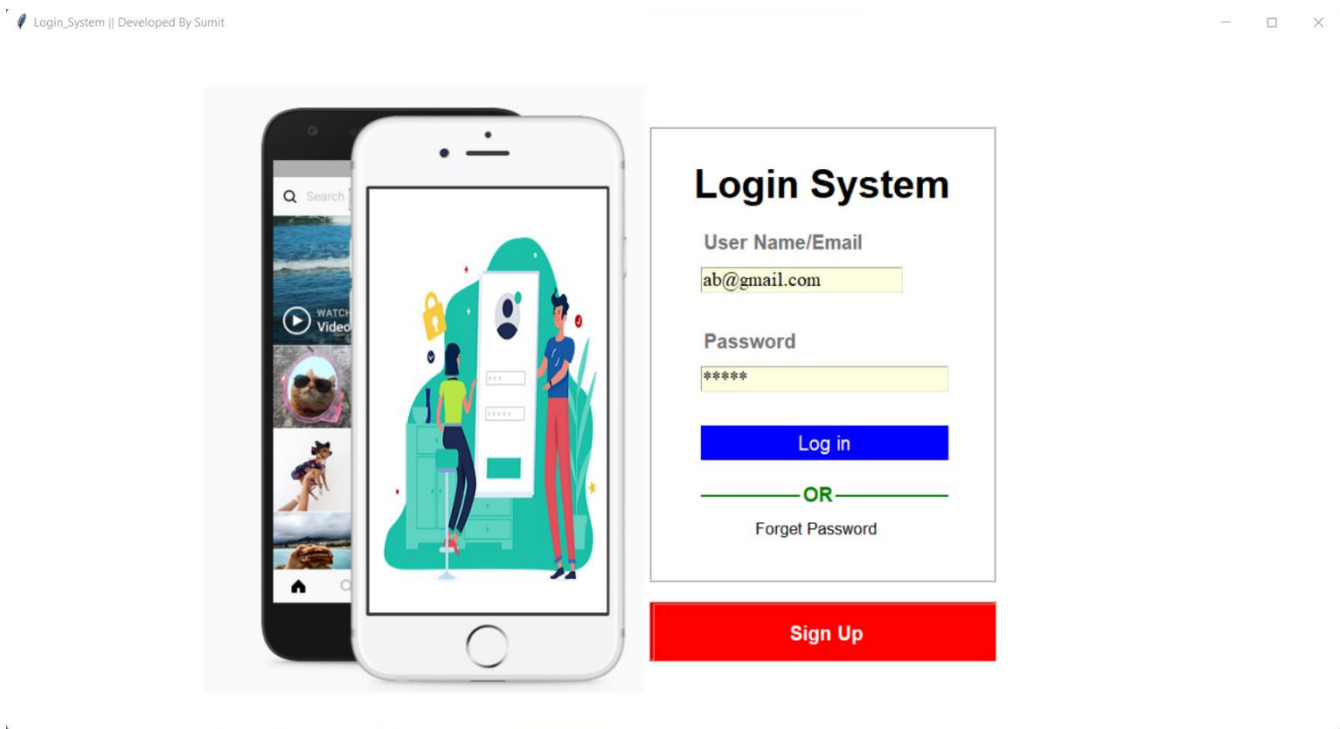 Login_System || Developed By Sumit
Search
WATCH
Video
Login System
User Name/Email
ab@gmail.com
Password
*****
Log in
OR
Forget Password
Sign Up